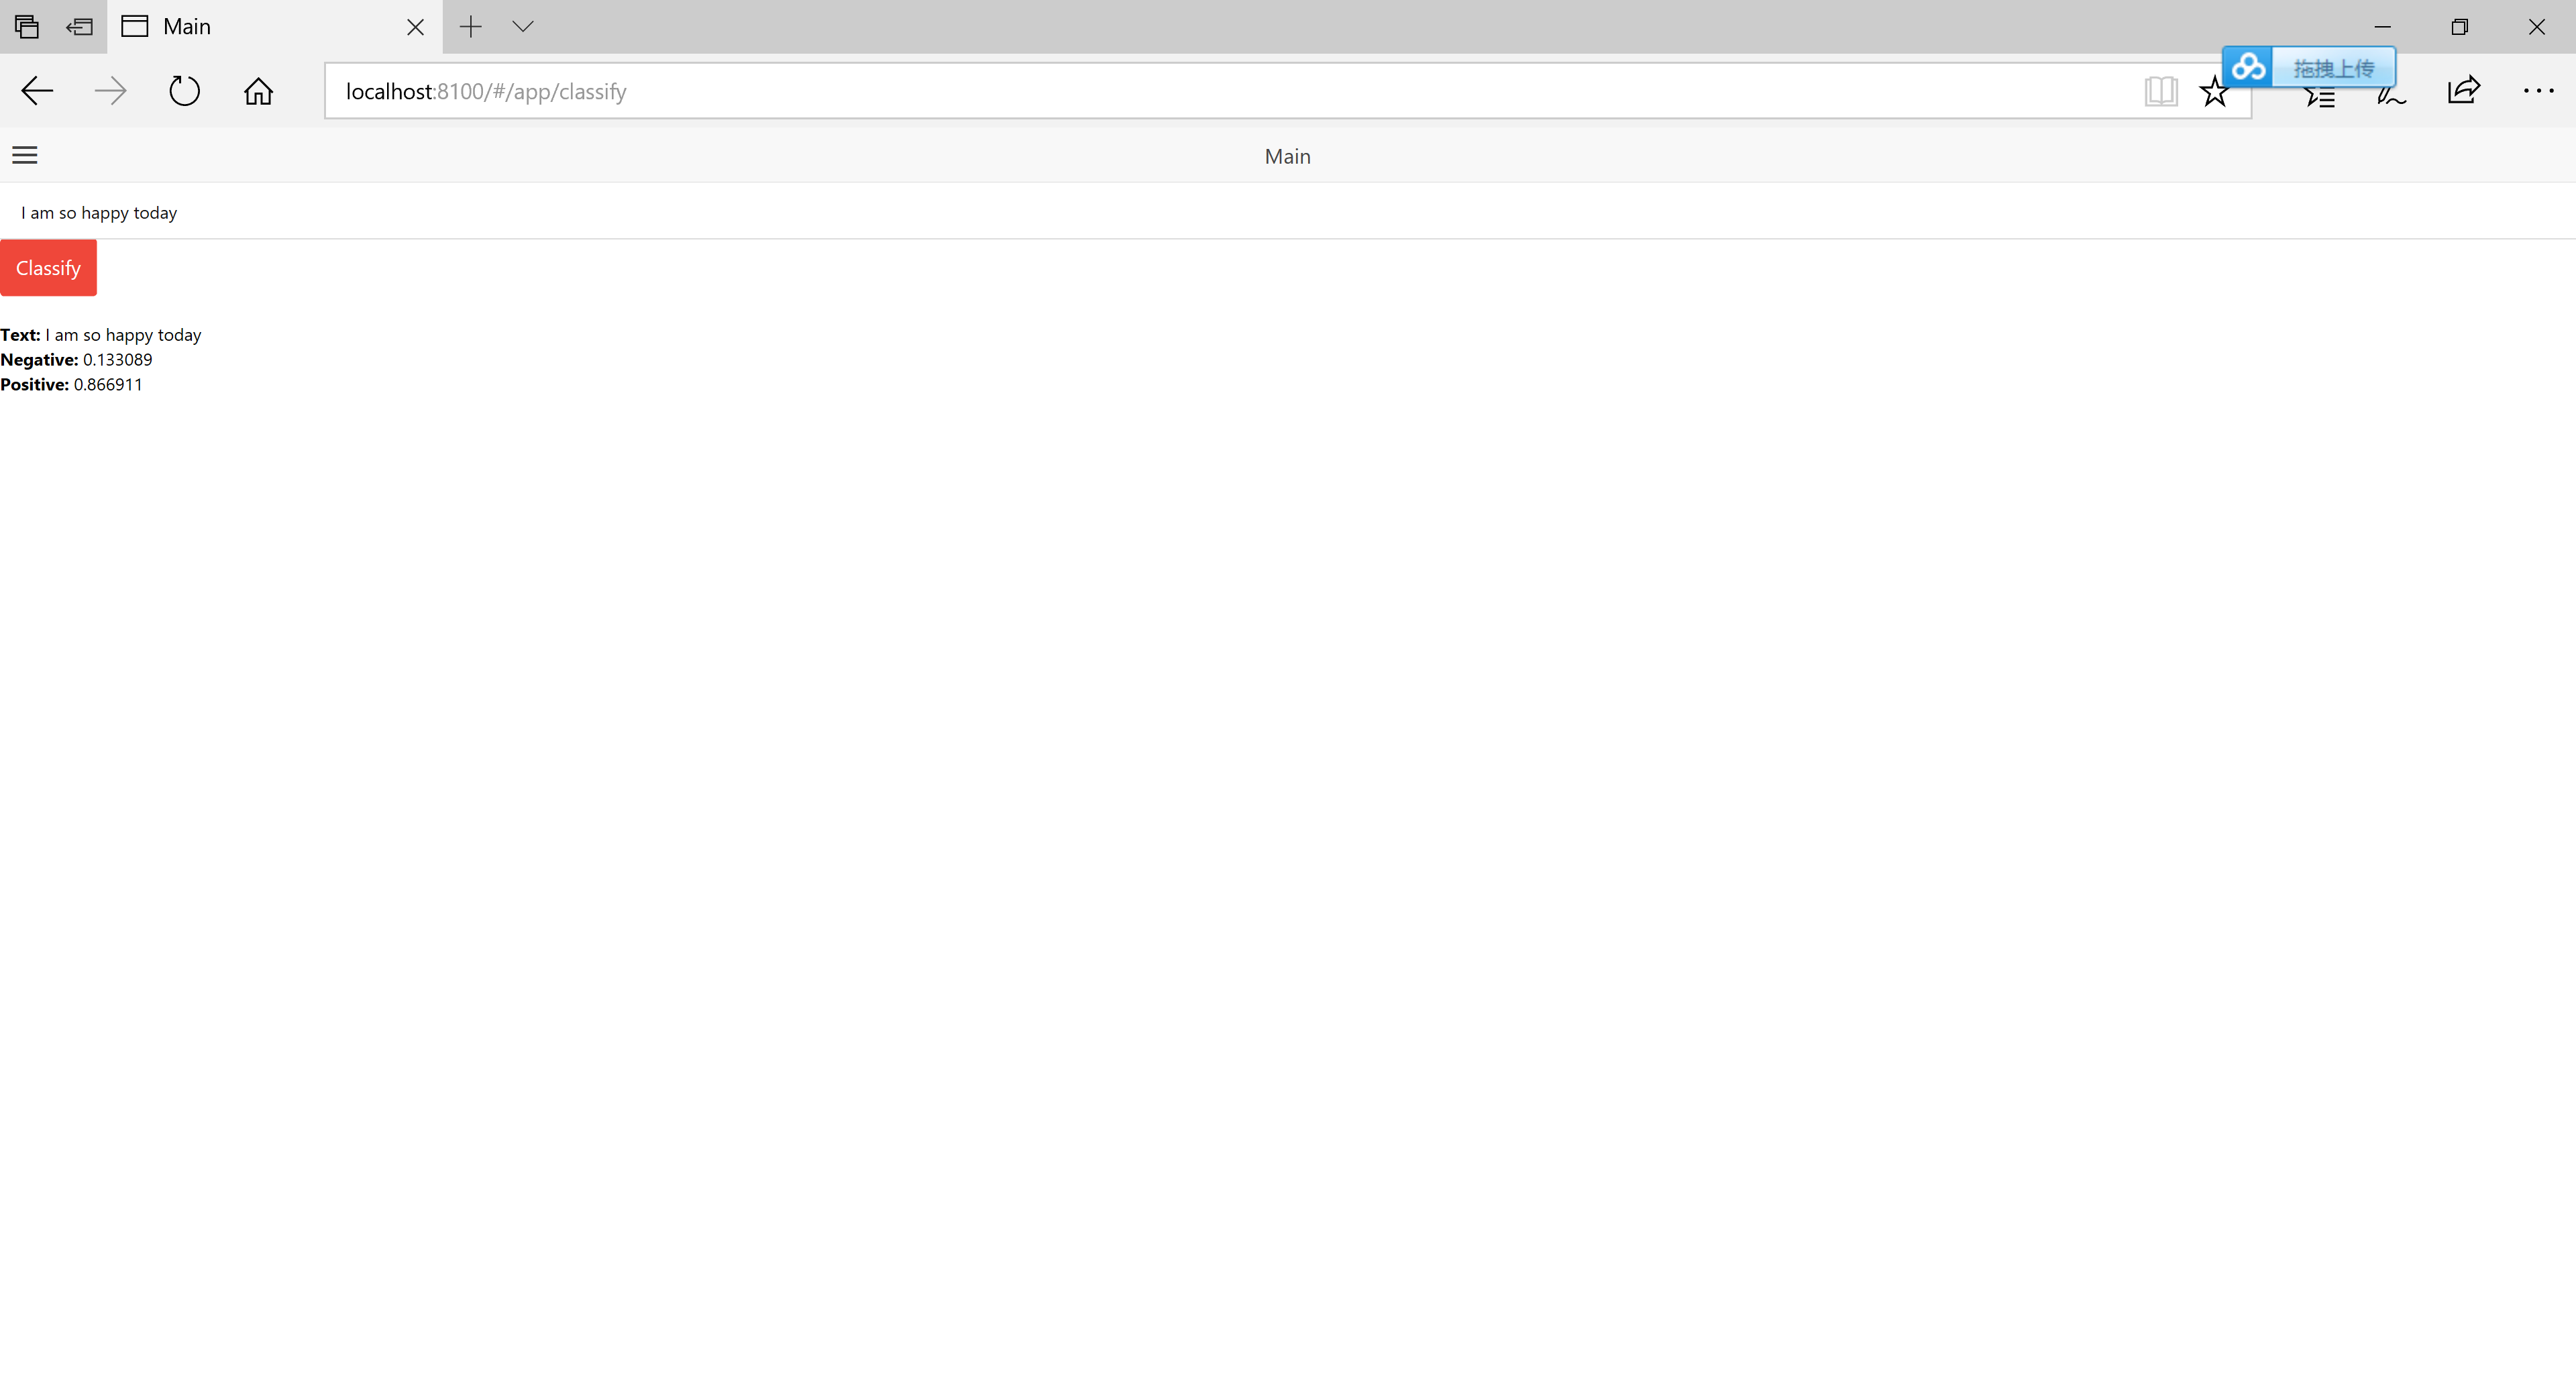 Main
拖拽上传
localhost:8100/#/app/classify
Main
I am so happy today
Classify
Text: I am so happy today
Negative: 0.133089
Positive: 0.866911